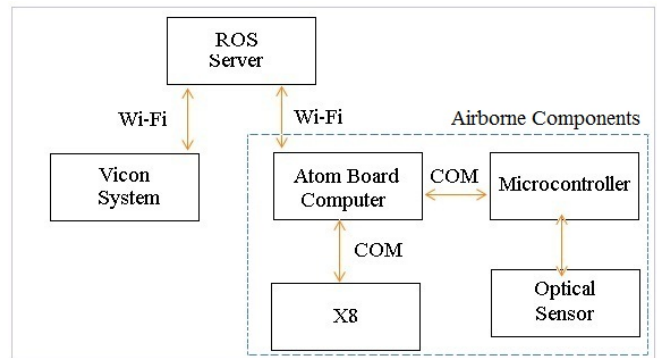 ROS
Server
Wi-Fi
Wi-Fi
Airborne Components
Vicon
System
Atom Board
Computer
COM
Microcontroller
COM
X8
Optical
Sensor